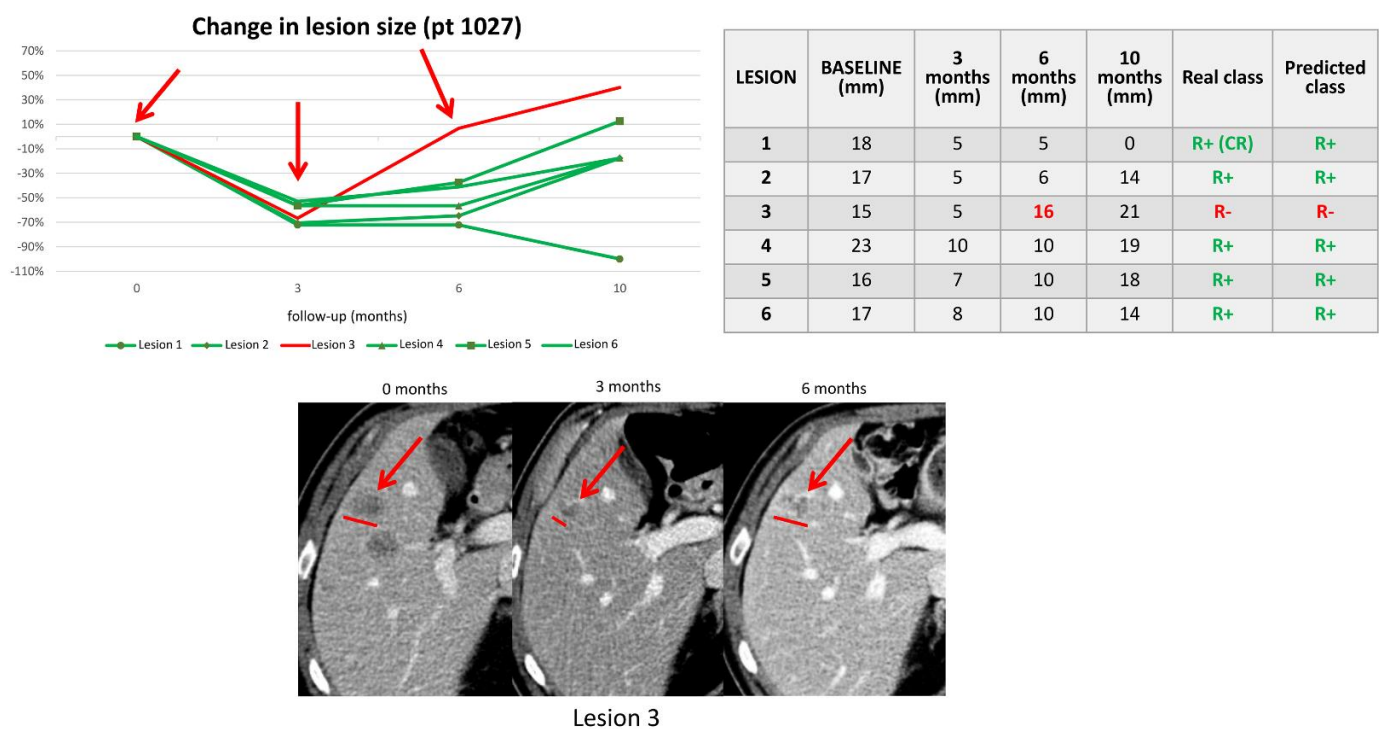 Change in lesion size (pt 1027)
70%
50%
30%
10%
-10%
-30%
-50%
-70%
-90%
-110%
0 3 6 10
follow-up (months)
Lesion 1 Lesion 2 Lesion 3 Lesion 4 Lesion 5 Lesion 6
LESION BASELINE (mm) 3 months (mm) 6 months (mm) 10 months (mm) Real class Predicted class
1 18 5 5 0 R+ (CR) R+
2 17 5 6 14 R+ R+
3 15 5 16 21 R- R-
4 23 10 10 19 R+ R+
5 16 7 10 18 R+ R+
6 17 8 10 14 R+ R+
0 months 3 months 6 months
Lesion 3